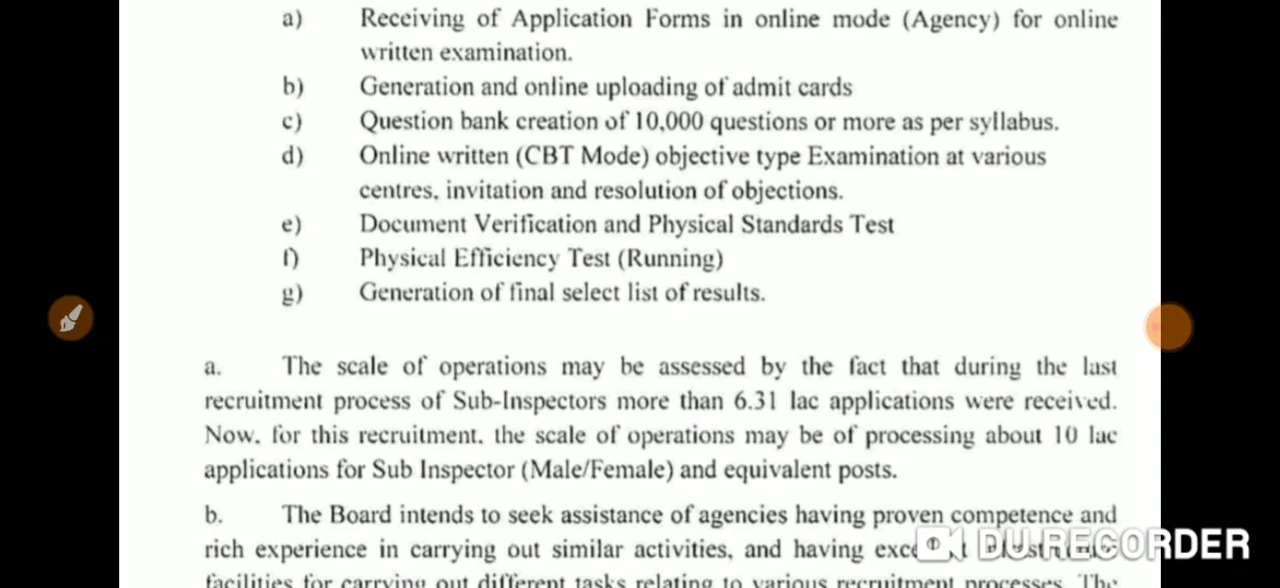 a) Receiving of Application Forms in online mode (Agency) for online
written examination.
b) Generation and online uploading of admit cards
c) Question bank creation of 10,000 questions or more as per syllabus.
d) Online written (CBT Mode) objective type Examination at various
centres, invitation and resolution of objections.
e) Document Verification and Physical Standards Test
f) Physical Efficiency Test (Running)
g) Generation of final select list of results.
a. The scale of operations may be assessed by the fact that during the last
recruitment process of Sub-Inspectors more than 6.31 lac applications were received.
Now, for this recruitment, the scale of operations may be of processing about 10 lac
applications for Sub Inspector (Male/Female) and equivalent posts.
b. The Board intends to seek assistance of agencies having proven competence and
rich experience in carrying out similar activities, and having
facilities for carrying out different tasks relating to various recruitment processes. The
DU RECORDER